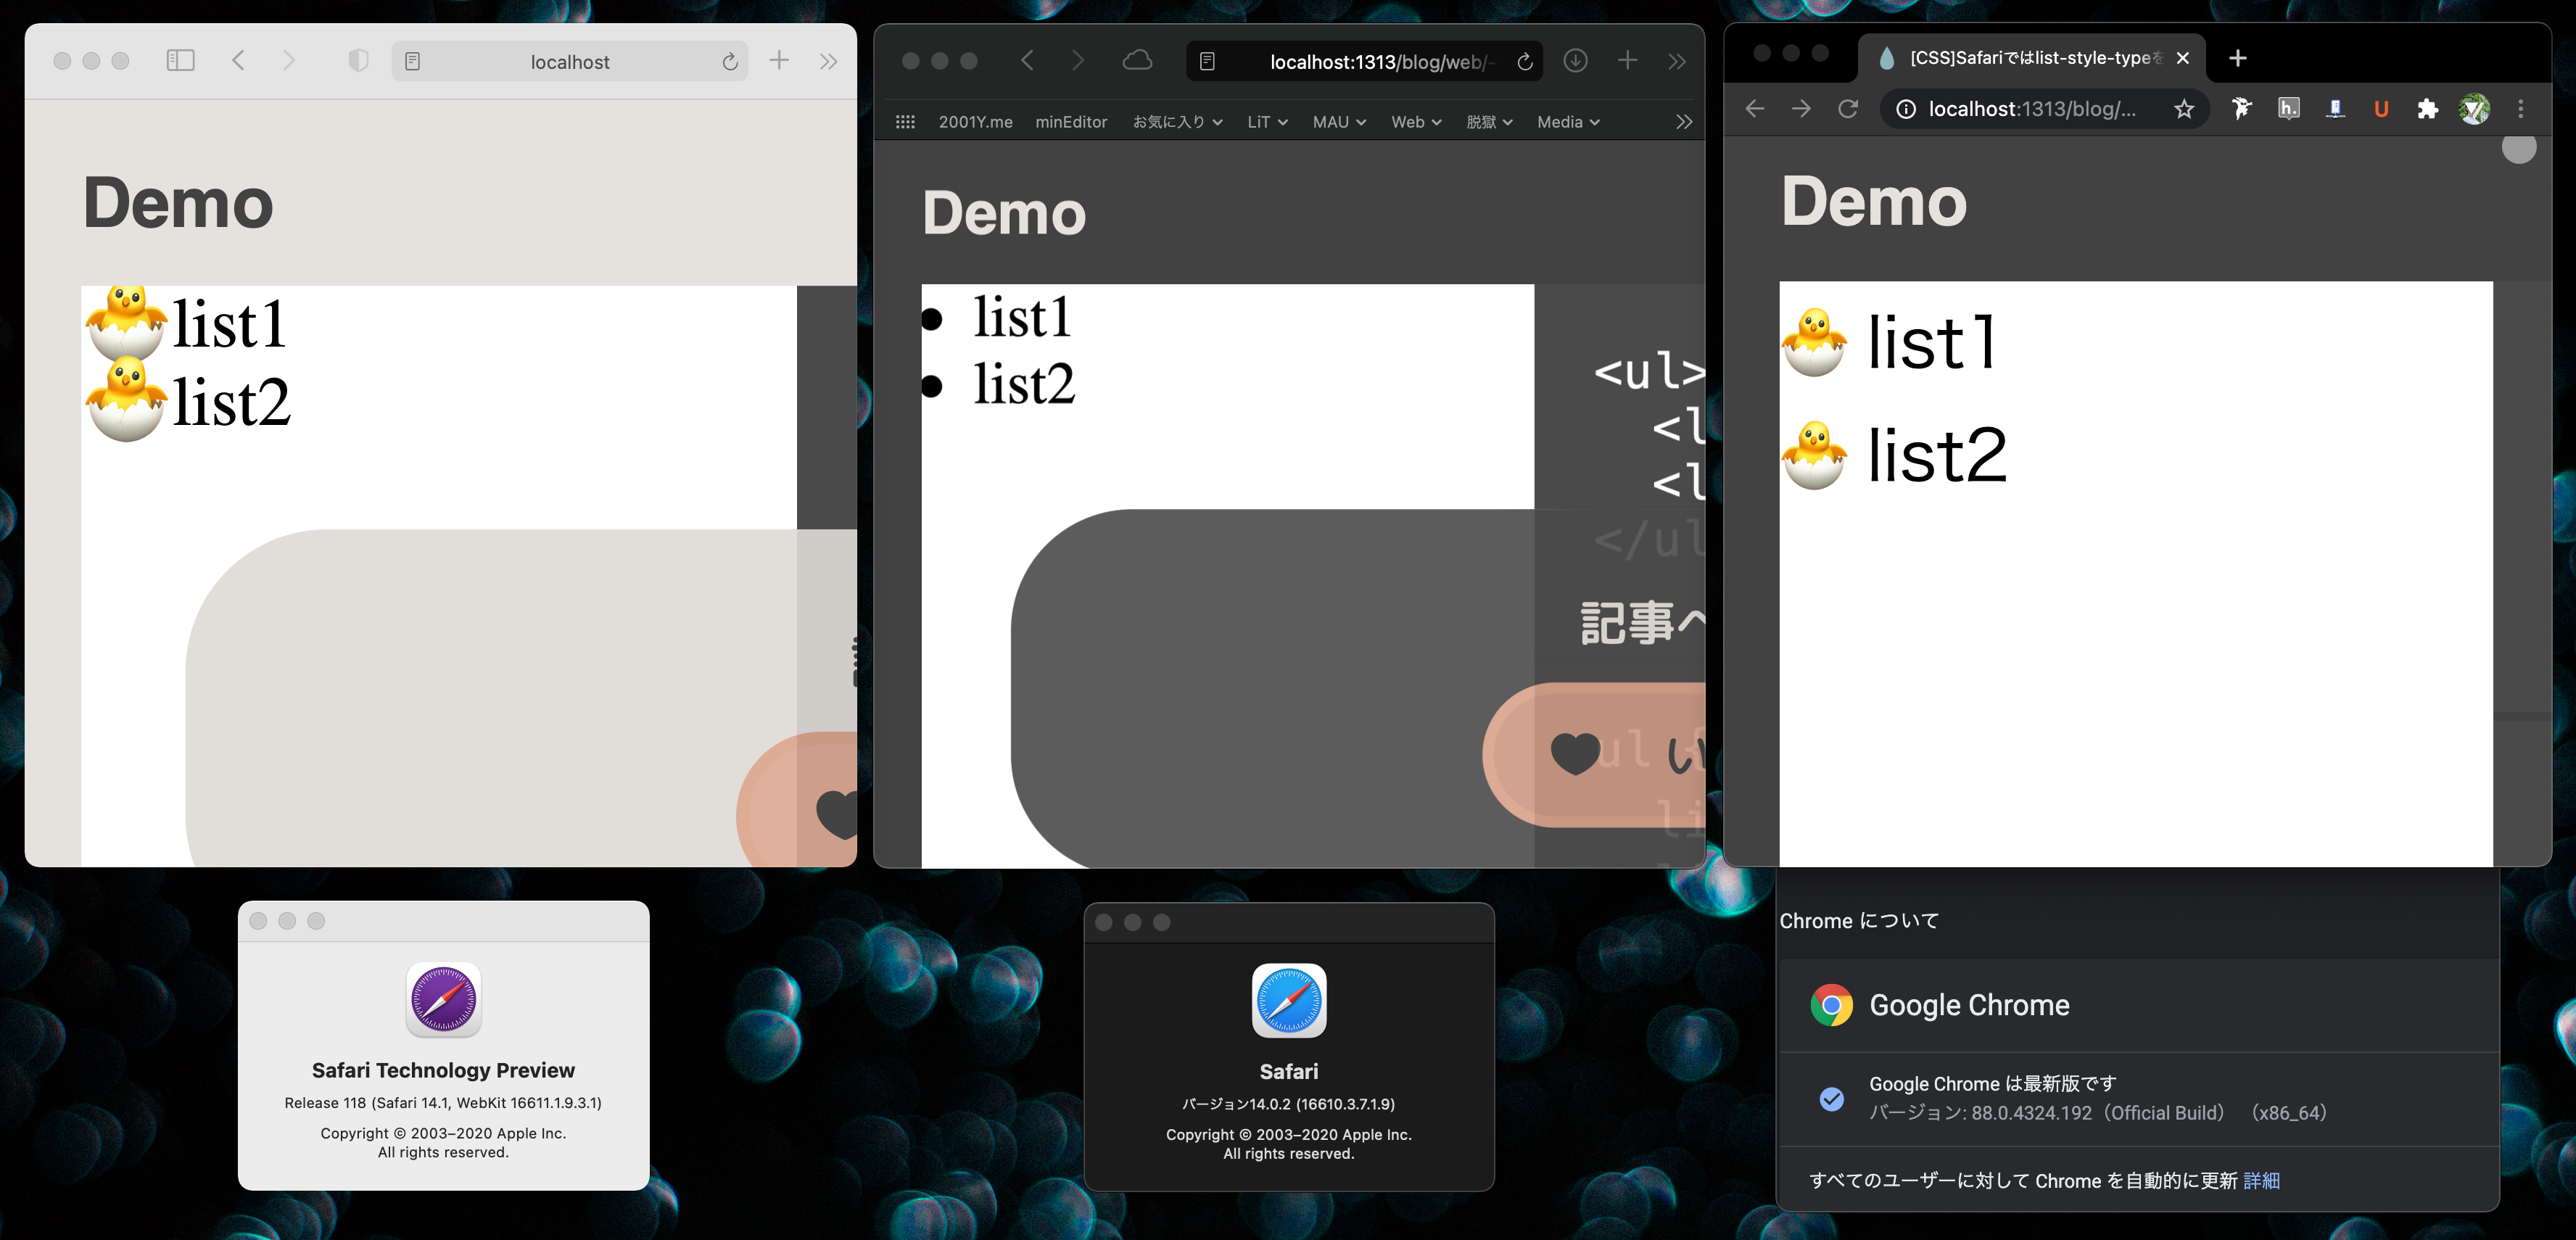 localhost
Demo
list1
list2
localhost:1313/blog/web/
2001Y.me minEditor お気に入り LiT MAU Web 脱獄 Media
Demo
list1
list2
<ul>
<l
<l
</ul
記事へ
ul {
い
li
[CSS]Safariではlist-style-typeを
localhost:1313/blog/...
h.
U
Demo
list1
list2
Safari Technology Preview
Release 118 (Safari 14.1, WebKit 16611.1.9.3.1)
Copyright © 2003–2020 Apple Inc.
All rights reserved.
Safari
バージョン14.0.2 (16610.3.7.1.9)
Copyright © 2003–2020 Apple Inc.
All rights reserved.
Chrome について
Google Chrome
Google Chrome は最新版です
バージョン: 88.0.4324.192（Official Build） （x86_64）
すべてのユーザーに対して Chrome を自動的に更新 詳細